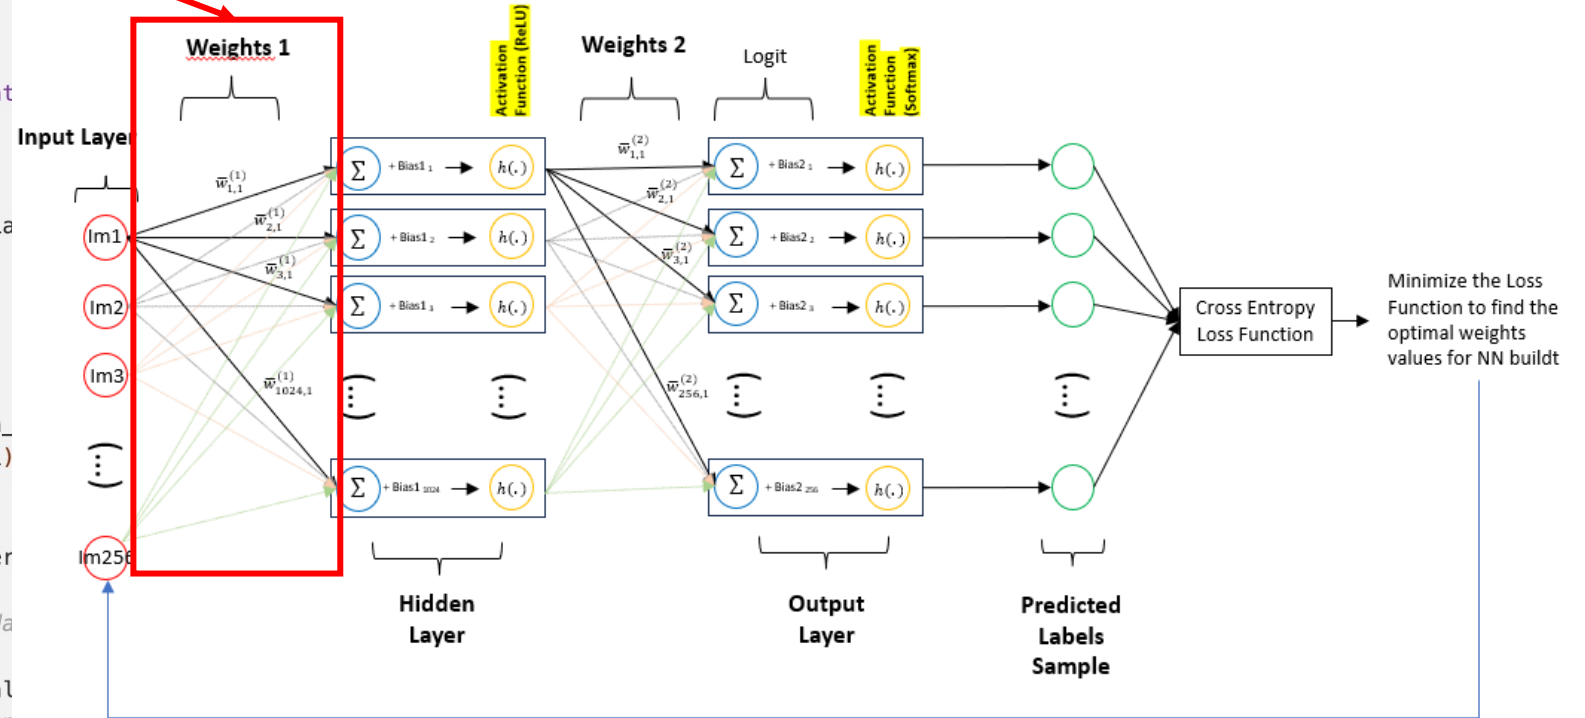 Weights 1
Activation
Function (ReLU)
Weights 2
Logit
Activation
Function
(Softmax)
Input Layer
w̅₁,₁⁽¹⁾
w̅₂,₁⁽¹⁾
w̅₃,₁⁽¹⁾
w̅₁₀₂₄,₁⁽¹⁾
Im1
Im2
Im3
(...)
Im256
∑ + Bias1 ₁ h(.)
∑ + Bias1 ₂ h(.)
∑ + Bias1 ₃ h(.)
(...) (...)
∑ + Bias1 ₁₀₂₄ h(.)
w̅₁,₁⁽²⁾
w̅₂,₁⁽²⁾
w̅₃,₁⁽²⁾
w̅₂₅₆,₁⁽²⁾
∑ + Bias2 ₁ h(.)
∑ + Bias2 ₂ h(.)
∑ + Bias2 ₃ h(.)
(...) (...) (...)
∑ + Bias2 ₂₅₆ h(.)
Cross Entropy
Loss Function
Minimize the Loss
Function to find the
optimal weights
values for NN buildt
Hidden
Layer
Output
Layer
Predicted
Labels
Sample